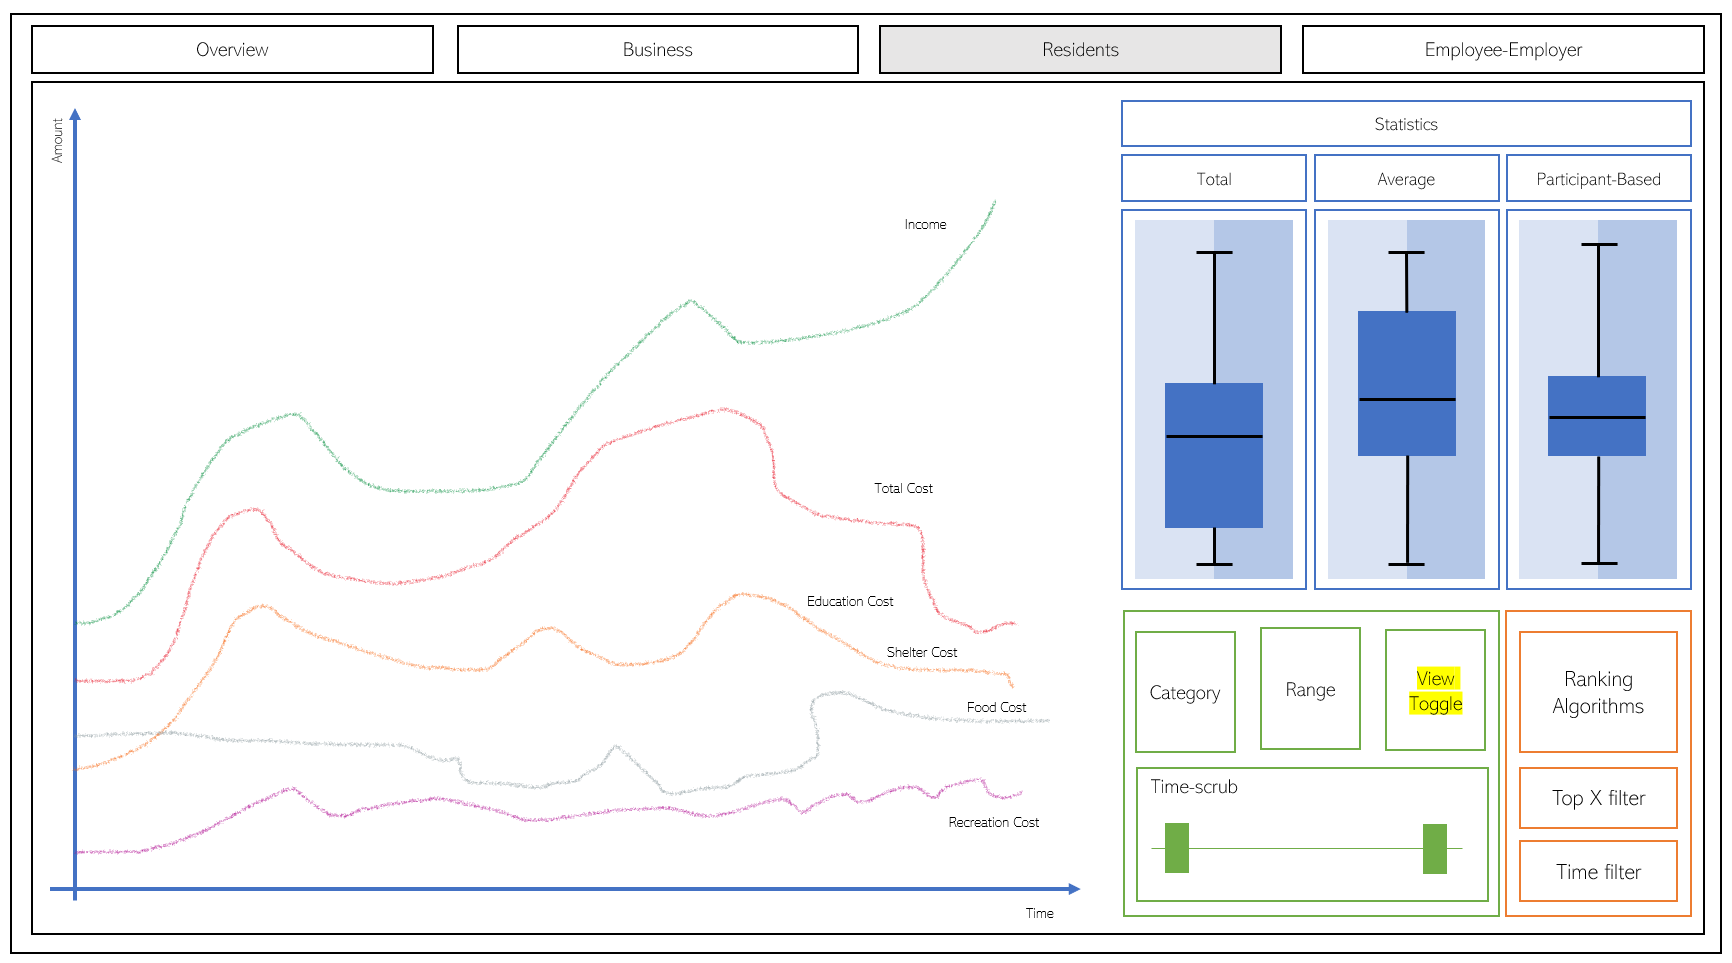 Overview
Business
Residents
Employee-Employer
Amount
Income
Total Cost
Education Cost
Shelter Cost
Food Cost
Recreation Cost
Time
Statistics
Total
Average
Participant-Based
Category
Range
View
Toggle
Time-scrub
Ranking
Algorithms
Top X filter
Time filter